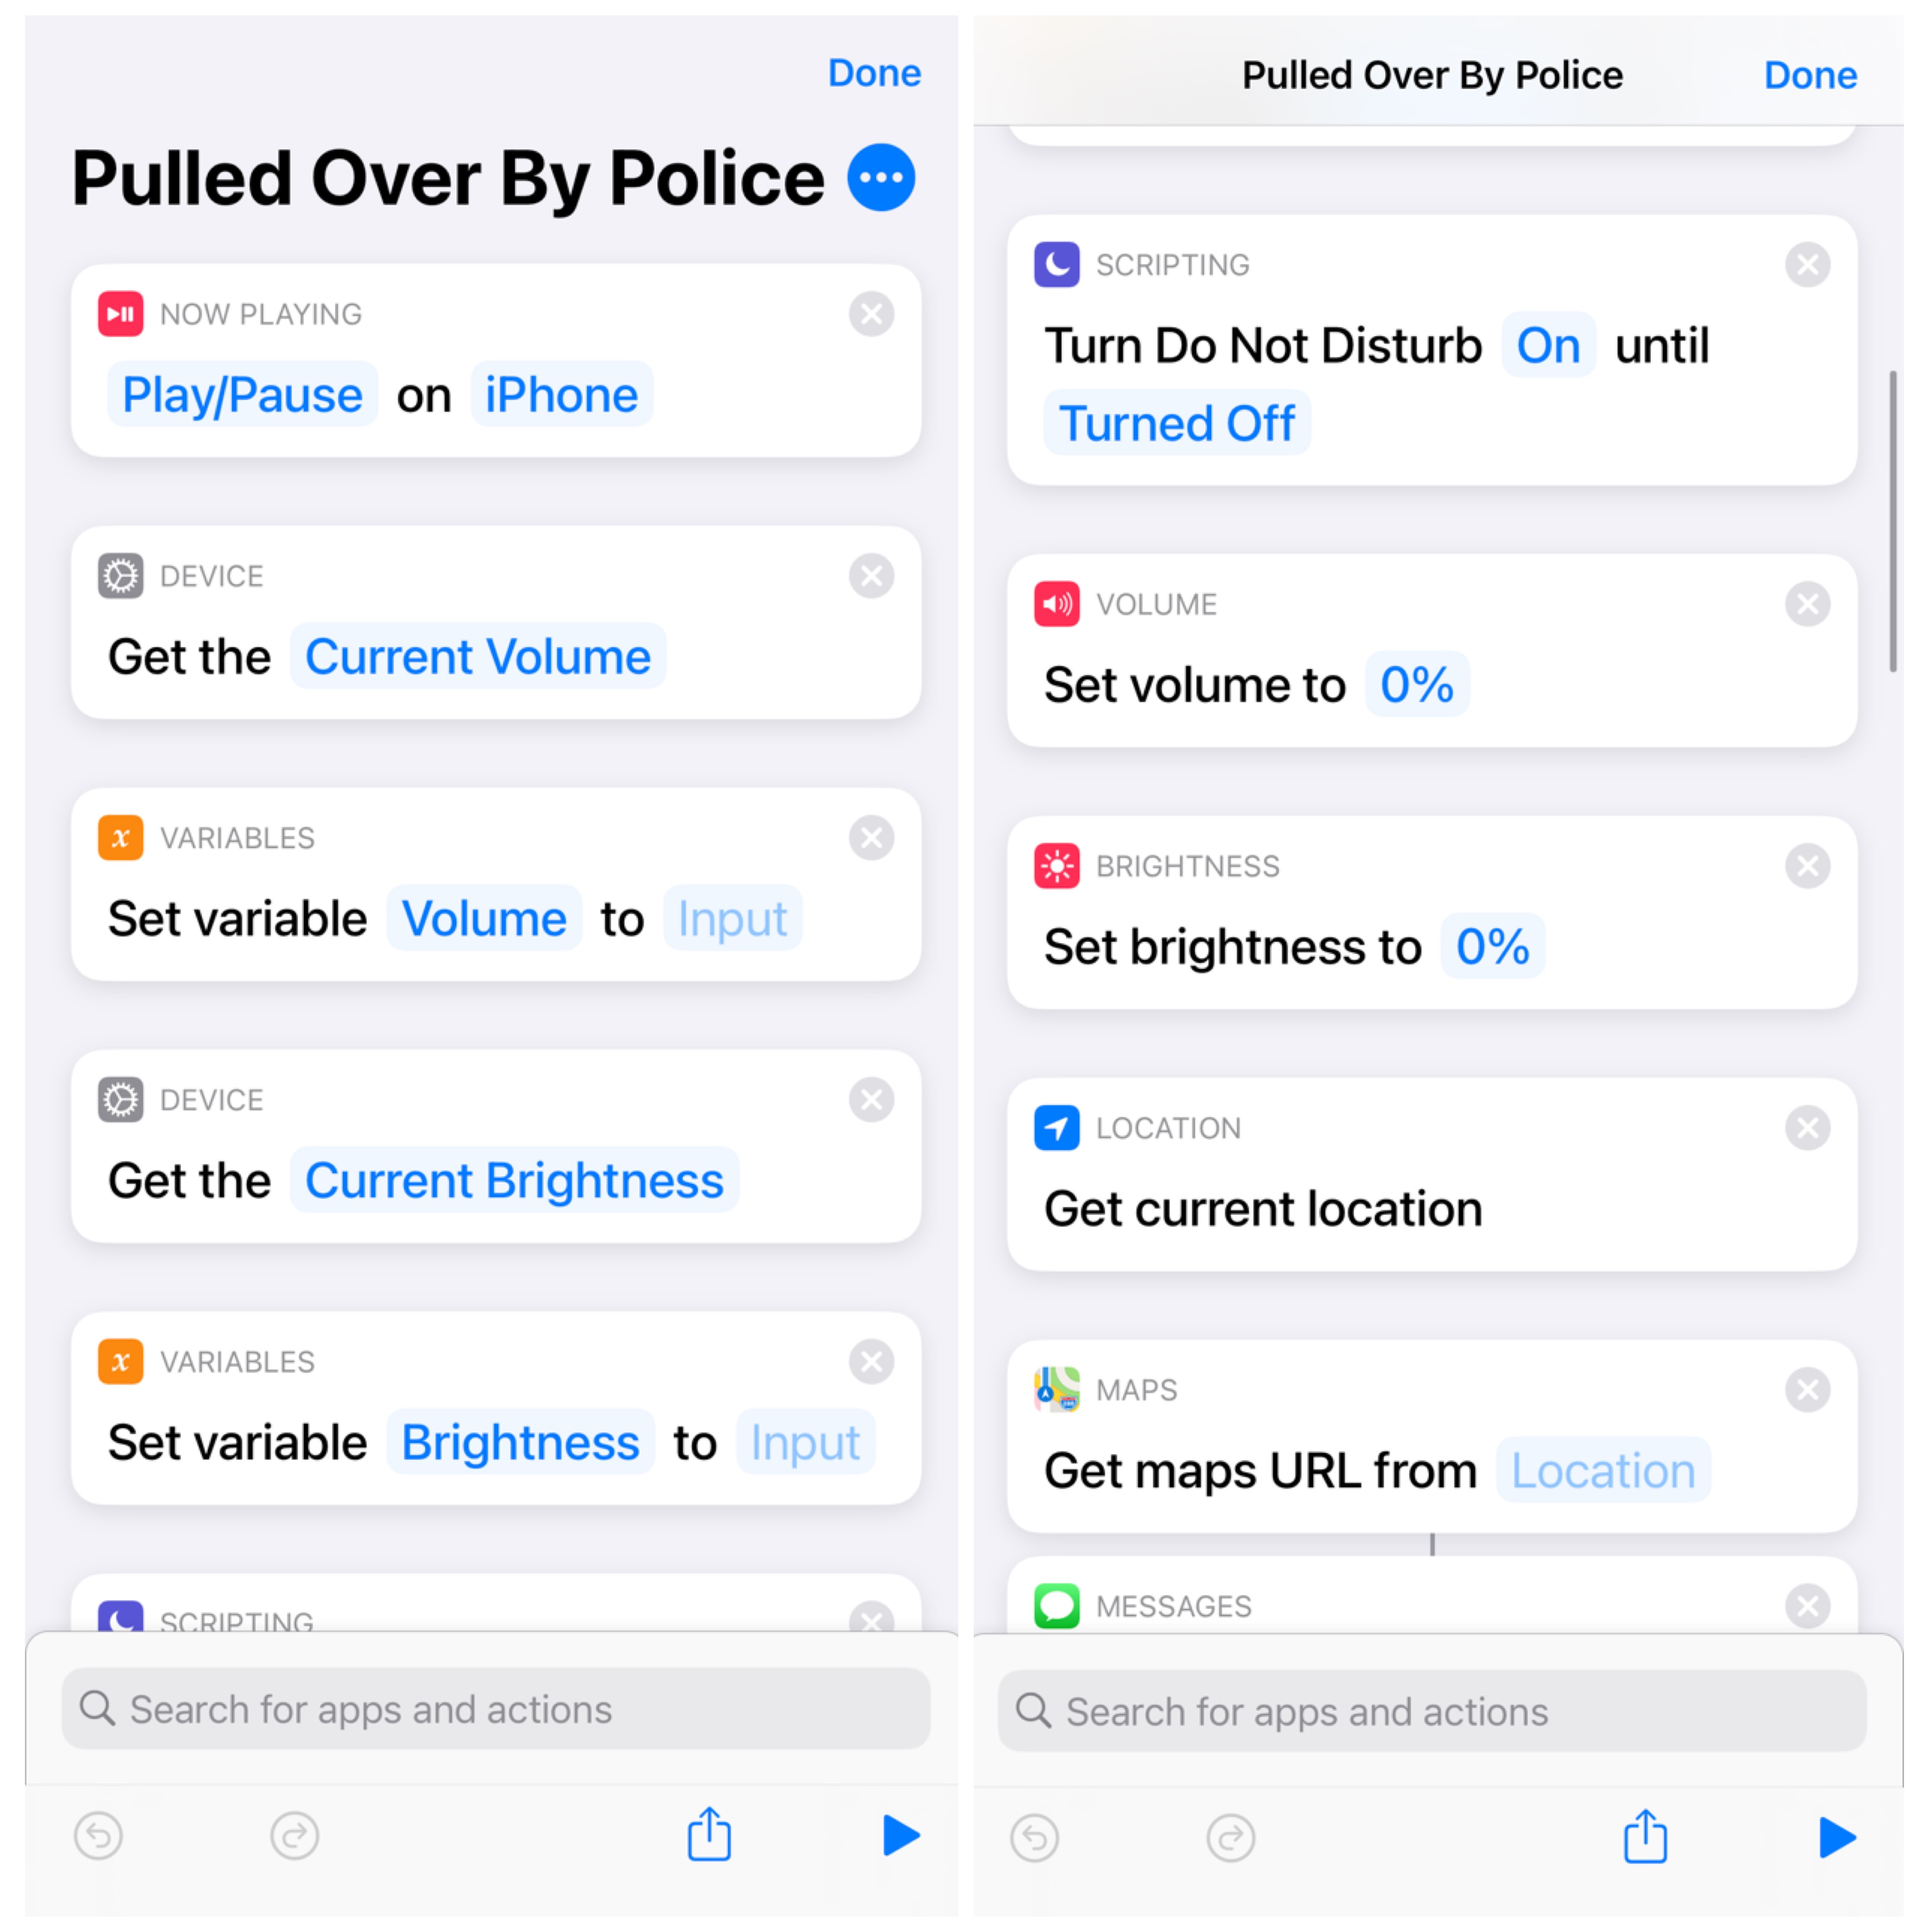 Done
Pulled Over By Police
NOW PLAYING
Play/Pause on iPhone
DEVICE
Get the Current Volume
VARIABLES
Set variable Volume to Input
DEVICE
Get the Current Brightness
VARIABLES
Set variable Brightness to Input
SCRIPTING
Search for apps and actions
Pulled Over By Police Done
SCRIPTING
Turn Do Not Disturb On until
Turned Off
VOLUME
Set volume to 0%
BRIGHTNESS
Set brightness to 0%
LOCATION
Get current location
MAPS
Get maps URL from Location
MESSAGES
Search for apps and actions